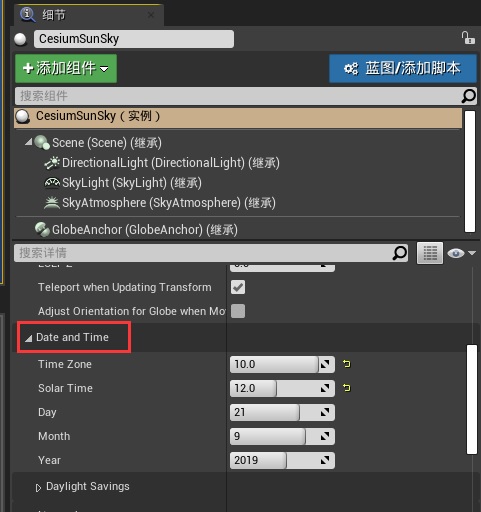 细节
CesiumSunSky
+添加组件
蓝图/添加脚本
搜索组件
CesiumSunSky（实例）
Scene (Scene) (继承)
DirectionalLight (DirectionalLight) (继承)
SkyLight (SkyLight) (继承)
SkyAtmosphere (SkyAtmosphere) (继承)
GlobeAnchor (GlobeAnchor) (继承)
搜索详情
Teleport when Updating Transform
Adjust Orientation for Globe when Mo
Date and Time
Time Zone 10.0
Solar Time 12.0
Day 21
Month 9
Year 2019
Daylight Savings